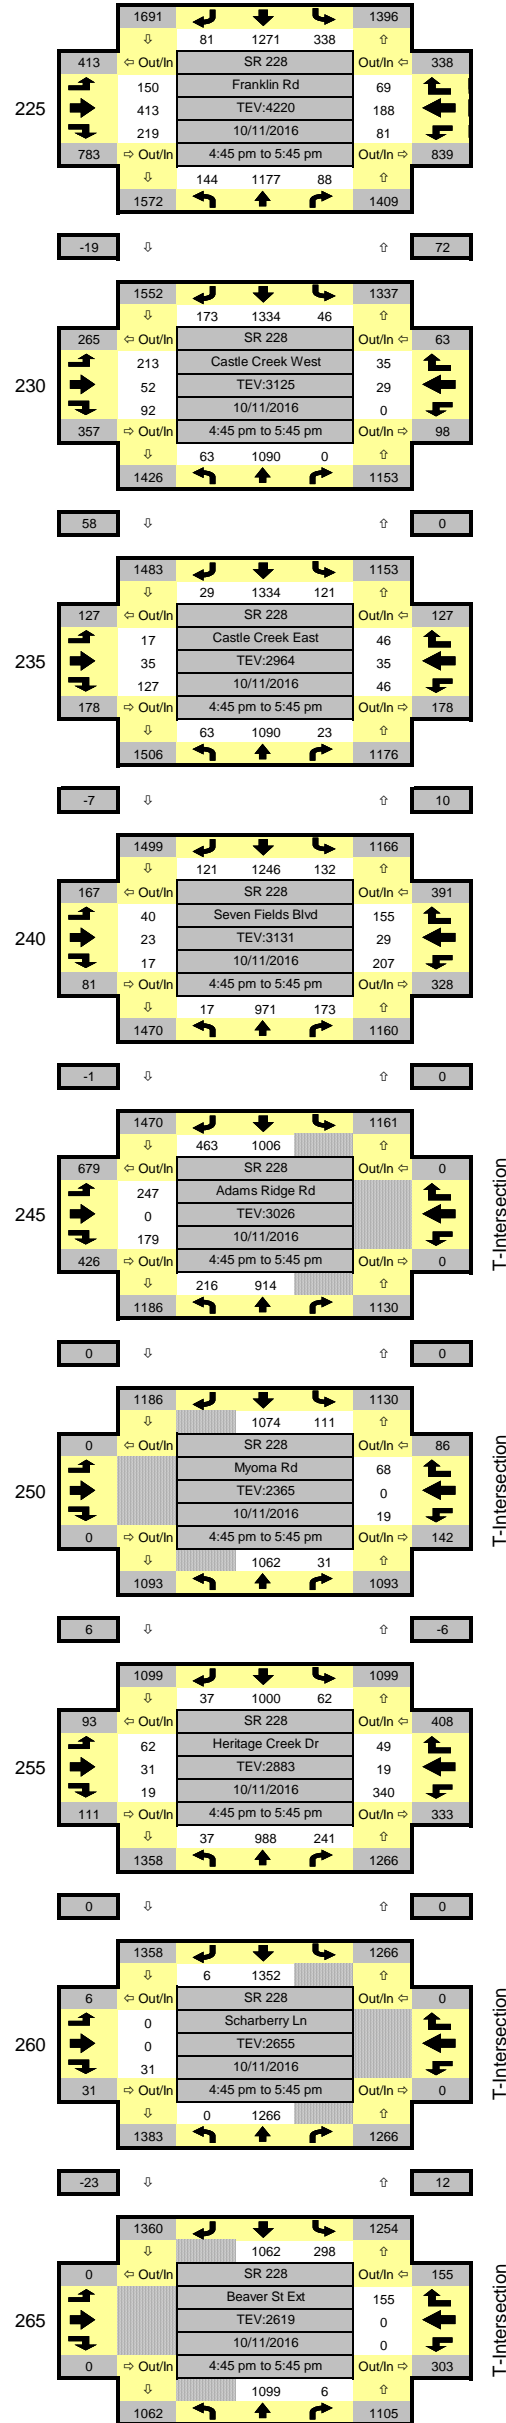 1691 1396
⇩ 81 1271 338 ⇧
413 ⇦ Out/In SR 228 Out/In ⇦ 338
150 Franklin Rd 69
225 413 TEV:4220 188
219 10/11/2016 81
783 ⇨ Out/In 4:45 pm to 5:45 pm Out/In ⇨ 839
⇩ 144 1177 88 ⇧
1572 1409
-19 ⇩ ⇧ 72
1552 1337
⇩ 173 1334 46 ⇧
265 ⇦ Out/In SR 228 Out/In ⇦ 63
213 Castle Creek West 35
230 52 TEV:3125 29
92 10/11/2016 0
357 ⇨ Out/In 4:45 pm to 5:45 pm Out/In ⇨ 98
⇩ 63 1090 0 ⇧
1426 1153
58 ⇩ ⇧ 0
1483 1153
⇩ 29 1334 121 ⇧
127 ⇦ Out/In SR 228 Out/In ⇦ 127
17 Castle Creek East 46
235 35 TEV:2964 35
127 10/11/2016 46
178 ⇨ Out/In 4:45 pm to 5:45 pm Out/In ⇨ 178
⇩ 63 1090 23 ⇧
1506 1176
-7 ⇩ ⇧ 10
1499 1166
⇩ 121 1246 132 ⇧
167 ⇦ Out/In SR 228 Out/In ⇦ 391
40 Seven Fields Blvd 155
240 23 TEV:3131 29
17 10/11/2016 207
81 ⇨ Out/In 4:45 pm to 5:45 pm Out/In ⇨ 328
⇩ 17 971 173 ⇧
1470 1160
-1 ⇩ ⇧ 0
1470 1161
⇩ 463 1006 ⇧
679 ⇦ Out/In SR 228 Out/In ⇦ 0
247 Adams Ridge Rd
245 0 TEV:3026 T-Intersection
179 10/11/2016
426 ⇨ Out/In 4:45 pm to 5:45 pm Out/In ⇨ 0
⇩ 216 914 ⇧
1186 1130
0 ⇩ ⇧ 0
1186 1130
⇩ 1074 111 ⇧
0 ⇦ Out/In SR 228 Out/In ⇦ 86
Myoma Rd 68
250 TEV:2365 0 T-Intersection
10/11/2016 19
0 ⇨ Out/In 4:45 pm to 5:45 pm Out/In ⇨ 142
⇩ 1062 31 ⇧
1093 1093
6 ⇩ ⇧ -6
1099 1099
⇩ 37 1000 62 ⇧
93 ⇦ Out/In SR 228 Out/In ⇦ 408
62 Heritage Creek Dr 49
255 31 TEV:2883 19
19 10/11/2016 340
111 ⇨ Out/In 4:45 pm to 5:45 pm Out/In ⇨ 333
⇩ 37 988 241 ⇧
1358 1266
0 ⇩ ⇧ 0
1358 1266
⇩ 6 1352 ⇧
6 ⇦ Out/In SR 228 Out/In ⇦ 0
0 Scharberry Ln
260 0 TEV:2655 T-Intersection
31 10/11/2016
31 ⇨ Out/In 4:45 pm to 5:45 pm Out/In ⇨ 0
⇩ 0 1266 ⇧
1383 1266
-23 ⇩ ⇧ 12
1360 1254
⇩ 1062 298 ⇧
0 ⇦ Out/In SR 228 Out/In ⇦ 155
Beaver St Ext 155
265 TEV:2619 0 T-Intersection
10/11/2016 0
0 ⇨ Out/In 4:45 pm to 5:45 pm Out/In ⇨ 303
⇩ 1099 6 ⇧
1062 1105